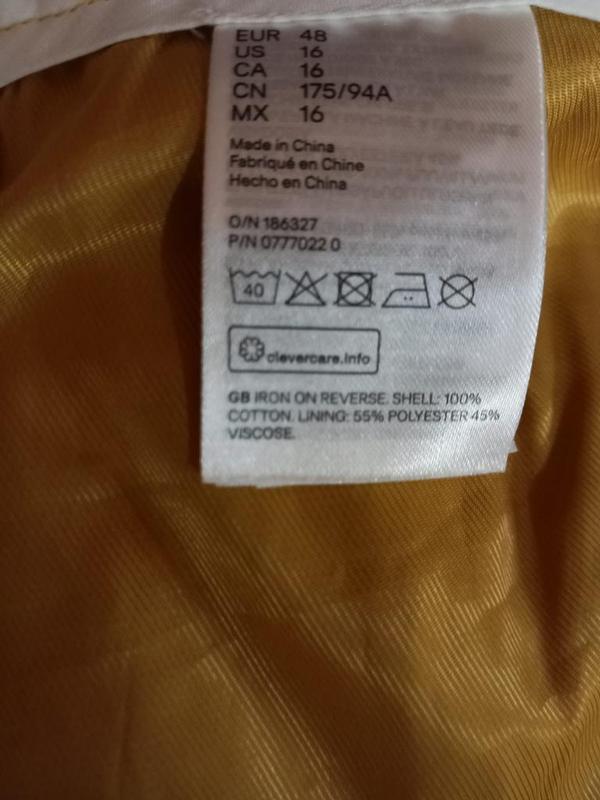 EUR 48
US 16
CA 16
CN 175/94A
MX 16
Made in China
Fabriqué en Chine
Hecho en China
O/N 186327
P/N 0777022 0
40
clevercare.info
GB IRON ON REVERSE. SHELL: 100%
COTTON. LINING: 55% POLYESTER 45%
VISCOSE.